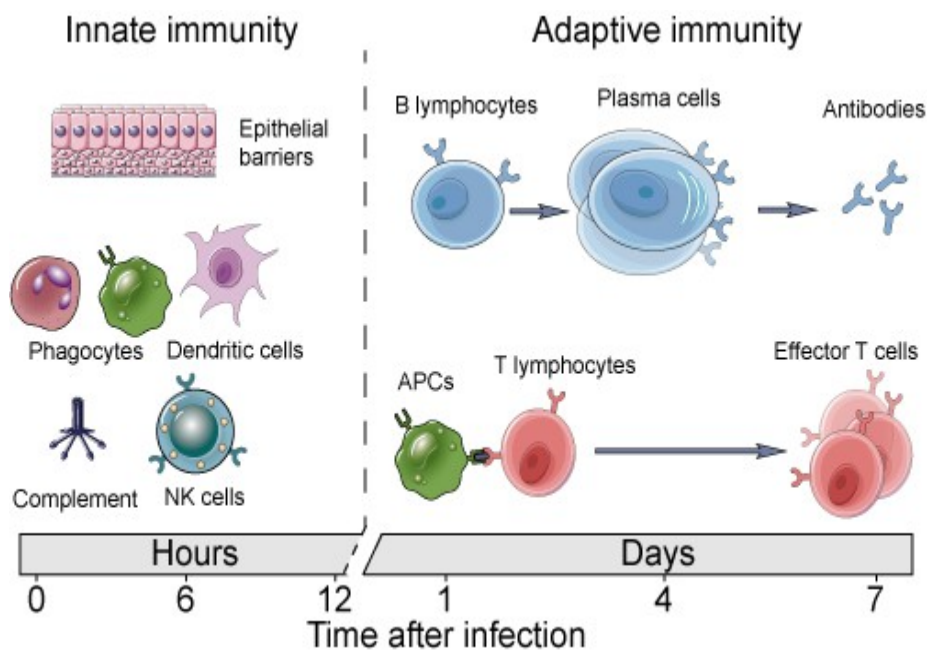 Innate immunity
Adaptive immunity
Epithelial
barriers
B lymphocytes
Plasma cells
Antibodies
Phagocytes
Dendritic cells
APCs
T lymphocytes
Effector T cells
Complement
NK cells
Hours
Days
0
6
12
1
4
7
Time after infection